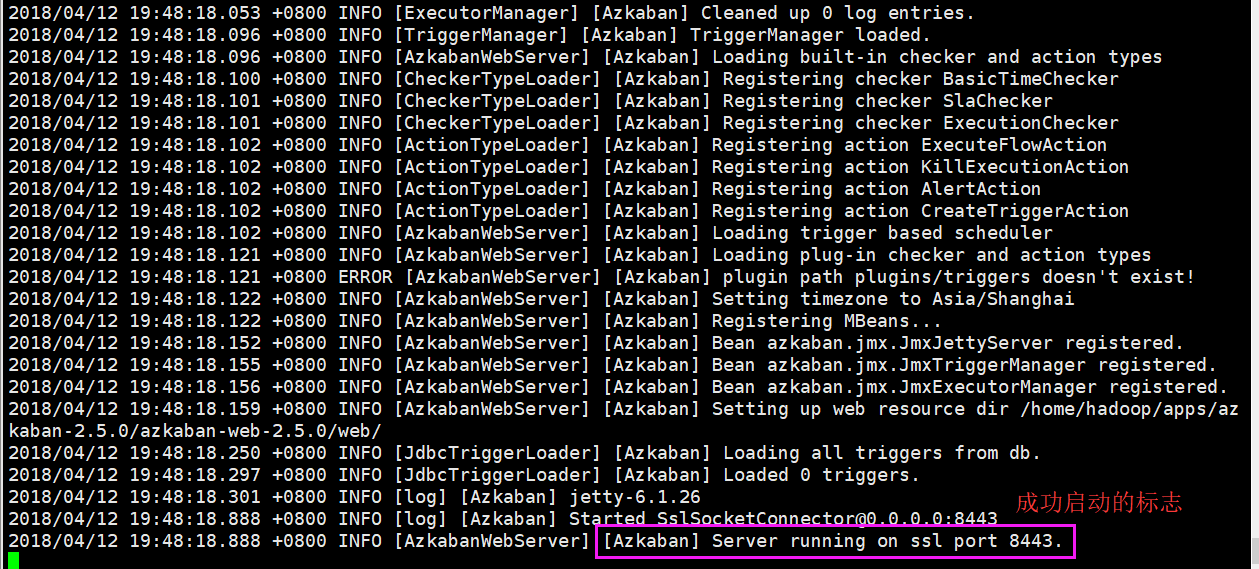 2018/04/12 19:48:18.053 +0800 INFO [ExecutorManager] [Azkaban] Cleaned up 0 log entries.
2018/04/12 19:48:18.096 +0800 INFO [TriggerManager] [Azkaban] TriggerManager loaded.
2018/04/12 19:48:18.096 +0800 INFO [AzkabanWebServer] [Azkaban] Loading built-in checker and action types
2018/04/12 19:48:18.100 +0800 INFO [CheckerTypeLoader] [Azkaban] Registering checker BasicTimeChecker
2018/04/12 19:48:18.101 +0800 INFO [CheckerTypeLoader] [Azkaban] Registering checker SlaChecker
2018/04/12 19:48:18.101 +0800 INFO [CheckerTypeLoader] [Azkaban] Registering checker ExecutionChecker
2018/04/12 19:48:18.102 +0800 INFO [ActionTypeLoader] [Azkaban] Registering action ExecuteFlowAction
2018/04/12 19:48:18.102 +0800 INFO [ActionTypeLoader] [Azkaban] Registering action KillExecutionAction
2018/04/12 19:48:18.102 +0800 INFO [ActionTypeLoader] [Azkaban] Registering action AlertAction
2018/04/12 19:48:18.102 +0800 INFO [ActionTypeLoader] [Azkaban] Registering action CreateTriggerAction
2018/04/12 19:48:18.102 +0800 INFO [AzkabanWebServer] [Azkaban] Loading trigger based scheduler
2018/04/12 19:48:18.121 +0800 INFO [AzkabanWebServer] [Azkaban] Loading plug-in checker and action types
2018/04/12 19:48:18.121 +0800 ERROR [AzkabanWebServer] [Azkaban] plugin path plugins/triggers doesn't exist!
2018/04/12 19:48:18.122 +0800 INFO [AzkabanWebServer] [Azkaban] Setting timezone to Asia/Shanghai
2018/04/12 19:48:18.122 +0800 INFO [AzkabanWebServer] [Azkaban] Registering MBeans...
2018/04/12 19:48:18.152 +0800 INFO [AzkabanWebServer] [Azkaban] Bean azkaban.jmx.JmxJettyServer registered.
2018/04/12 19:48:18.155 +0800 INFO [AzkabanWebServer] [Azkaban] Bean azkaban.jmx.JmxTriggerManager registered.
2018/04/12 19:48:18.156 +0800 INFO [AzkabanWebServer] [Azkaban] Bean azkaban.jmx.JmxExecutorManager registered.
2018/04/12 19:48:18.159 +0800 INFO [AzkabanWebServer] [Azkaban] Setting up web resource dir /home/hadoop/apps/az
kaban-2.5.0/azkaban-web-2.5.0/web/
2018/04/12 19:48:18.250 +0800 INFO [JdbcTriggerLoader] [Azkaban] Loading all triggers from db.
2018/04/12 19:48:18.297 +0800 INFO [JdbcTriggerLoader] [Azkaban] Loaded 0 triggers.
2018/04/12 19:48:18.301 +0800 INFO [log] [Azkaban] jetty-6.1.26
成功启动的标志
2018/04/12 19:48:18.888 +0800 INFO [log] [Azkaban] Started SslSocketConnector@0.0.0.0:8443
2018/04/12 19:48:18.888 +0800 INFO [AzkabanWebServer] [Azkaban] Server running on ssl port 8443.